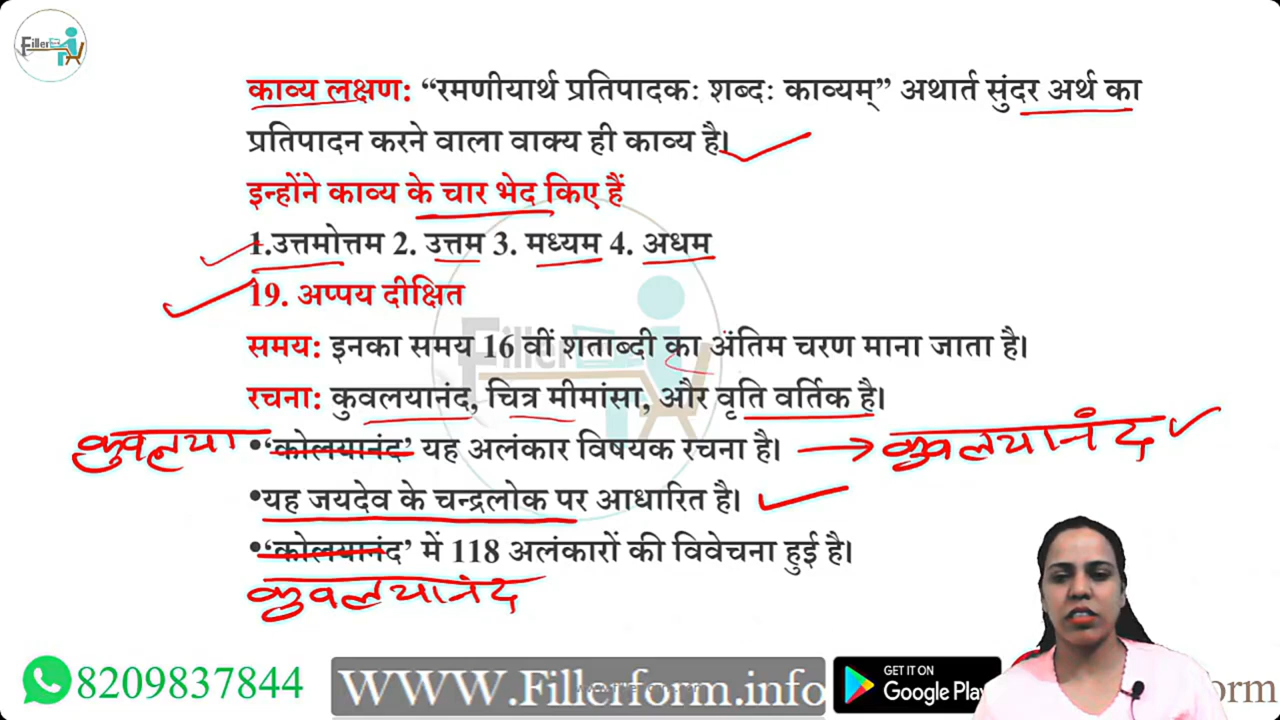 Filler
काव्य लक्षण: “रमणीयार्थ प्रतिपादकः शब्दः काव्यम्” अथार्त सुंदर अर्थ का
प्रतिपादन करने वाला वाक्य ही काव्य है।
इन्होंने काव्य के चार भेद किए हैं
1.उत्तमोत्तम 2. उत्तम 3. मध्यम 4. अधम
19. अप्पय दीक्षित
समय: इनका समय 16 वीं शताब्दी का अंतिम चरण माना जाता है।
रचना: कुवलयानंद, चित्र मीमांसा, और वृति वर्तिक है।
कुवलया •‘कोलयानंद’ यह अलंकार विषयक रचना है। → कुवलयानंद
•यह जयदेव के चन्द्रलोक पर आधारित है।
•‘कोलयानंद’ में 118 अलंकारों की विवेचना हुई है।
कुवलयानंद
8209837844 WWW.Fillerform.info GET IT ON Google Play orm